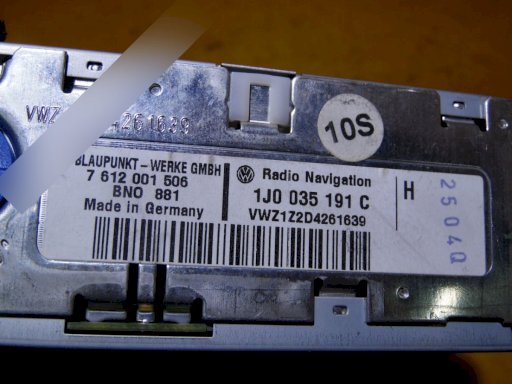 VWZ
4261639
10S
BLAUPUNKT - WERKE GMBH
7 612 001 506
BNO 881
Made in Germany
Radio Navigation
1J0 035 191 C
VWZ1Z2D4261639
H
2504Q